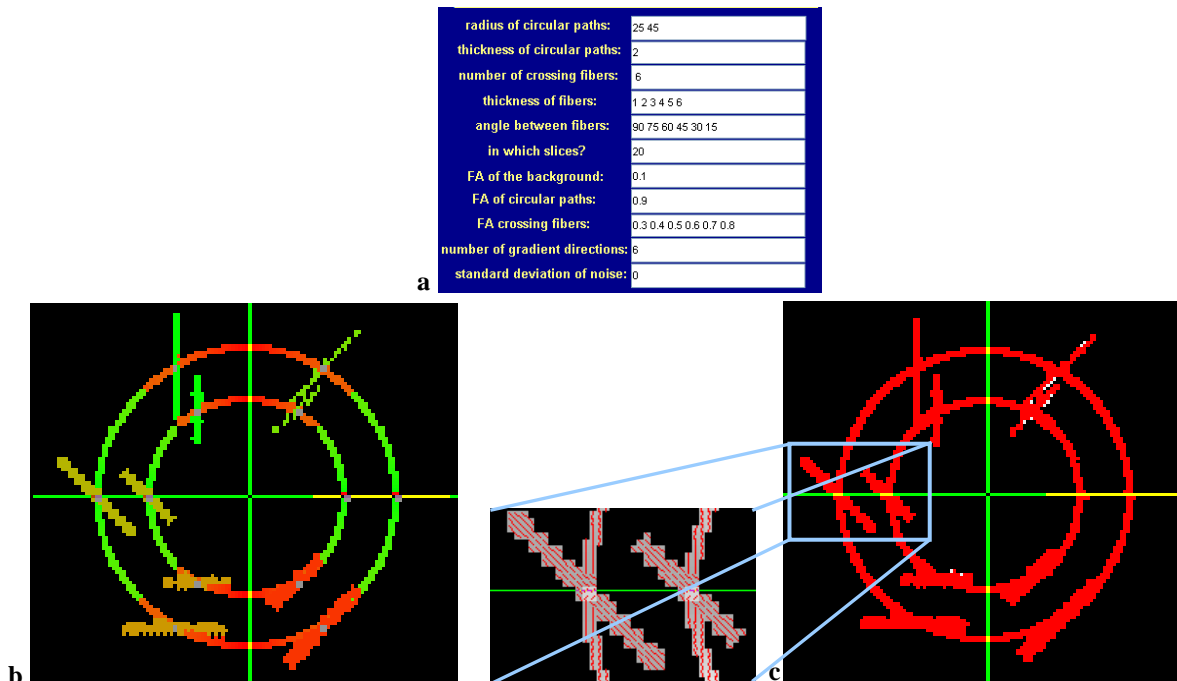 radius of circular paths: 25 45
thickness of circular paths: 2
number of crossing fibers: 6
thickness of fibers: 1 2 3 4 5 6
angle between fibers: 90 75 60 45 30 15
in which slices? 20
FA of the background: 0.1
FA of circular paths: 0.9
FA crossing fibers: 0.3 0.4 0.5 0.6 0.7 0.8
number of gradient directions: 6
standard deviation of noise: 0
a
b
c